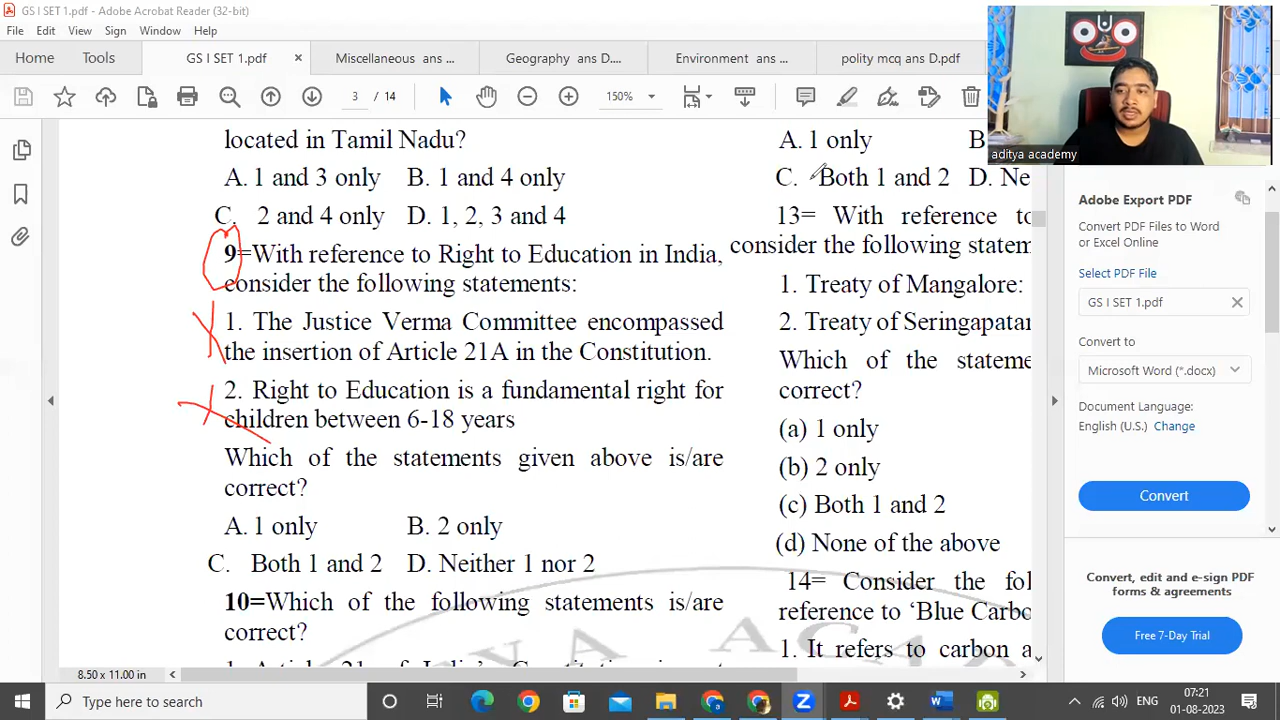 GS I SET 1.pdf - Adobe Acrobat Reader (32-bit)
File Edit View Sign Window Help
Home Tools GS I SET 1.pdf × Miscella... ans ... Geography ans D.... Environment ans ... polity mcq ans D.pdf
3 / 14 150%
aditya academy
located in Tamil Nadu?
A. 1 and 3 only B. 1 and 4 only
C. 2 and 4 only D. 1, 2, 3 and 4
9=With reference to Right to Education in India,
consider the following statements:
1. The Justice Verma Committee encompassed
the insertion of Article 21A in the Constitution.
2. Right to Education is a fundamental right for
children between 6-18 years
Which of the statements given above is/are
correct?
A. 1 only B. 2 only
C. Both 1 and 2 D. Neither 1 nor 2
10=Which of the following statements is/are
correct?
A. 1 only B.
C. Both 1 and 2 D. Ne
13= With reference to
consider the following statem
1. Treaty of Mangalore:
2. Treaty of Seringapatan
Which of the stateme
correct?
(a) 1 only
(b) 2 only
(c) Both 1 and 2
(d) None of the above
14= Consider the fol
reference to ‘Blue Carbo
1. It refers to carbon a
8.50 x 11.00 in
Adobe Export PDF
Convert PDF Files to Word
or Excel Online
Select PDF File
GS I SET 1.pdf ×
Convert to
Microsoft Word (*.docx)
Document Language:
English (U.S.) Change
Convert
Convert, edit and e-sign PDF
forms & agreements
Free 7-Day Trial
Type here to search
ENG
07:21
01-08-2023